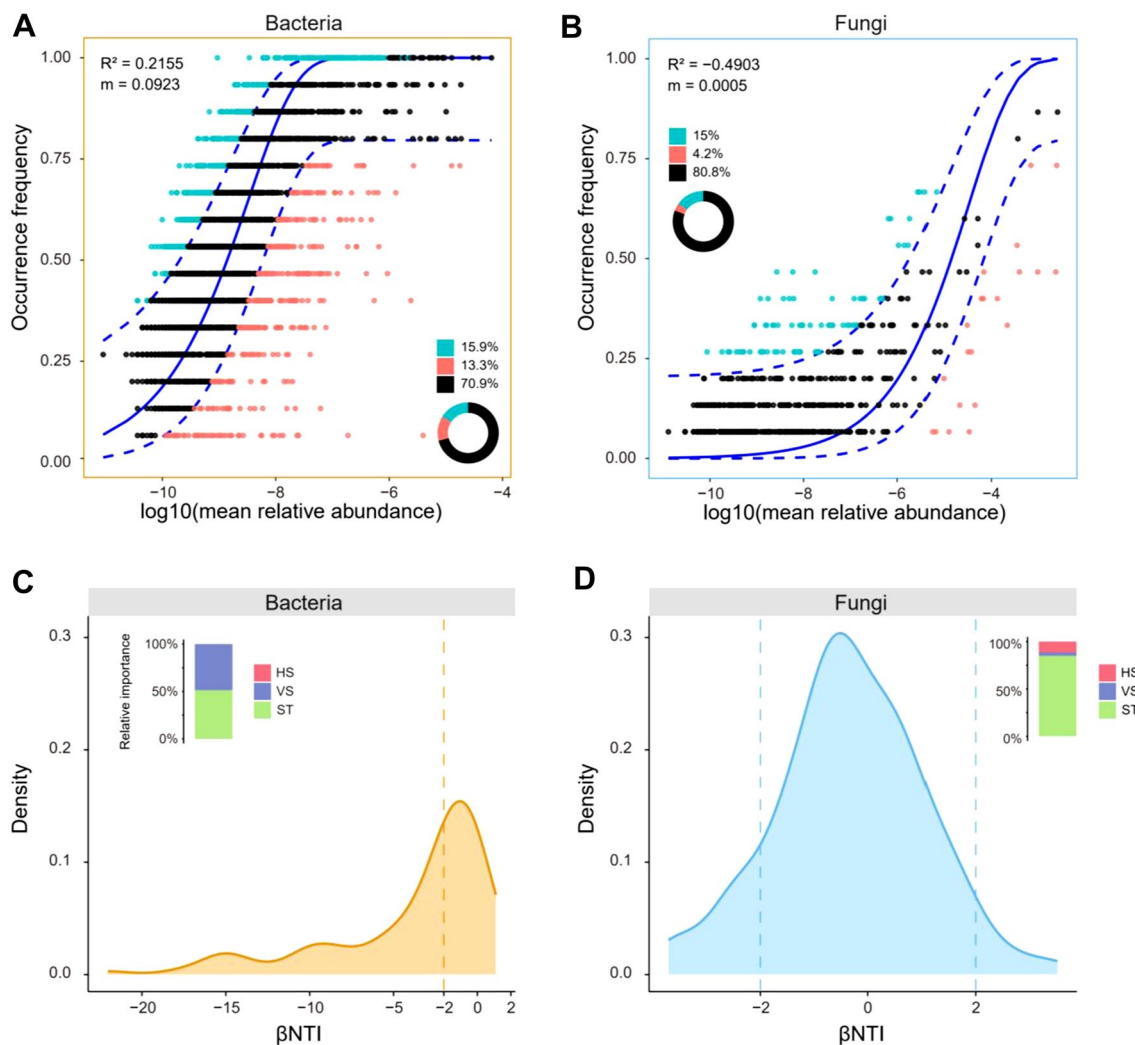 A
Bacteria
R² = 0.2155
m = 0.0923
1.00
0.75
0.50
0.25
0.00
Occurrence frequency
15.9%
13.3%
70.9%
−10
−8
−6
−4
log10(mean relative abundance)
B
Fungi
R² = −0.4903
m = 0.0005
1.00
0.75
0.50
0.25
0.00
Occurrence frequency
15%
4.2%
80.8%
−10
−8
−6
−4
log10(mean relative abundance)
C
Bacteria
0.3
0.2
0.1
0.0
Density
Relative importance
100%
50%
0%
HS
VS
ST
−20
−15
−10
−5
−2
0
2
βNTI
D
Fungi
0.3
0.2
0.1
0.0
Density
100%
50%
0%
HS
VS
ST
−2
0
2
βNTI